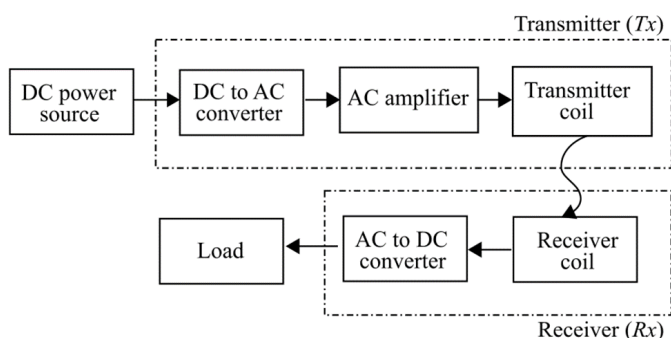 Transmitter (Tx)
DC power
source
DC to AC
converter
AC amplifier
Transmitter
coil
Load
AC to DC
converter
Receiver
coil
Receiver (Rx)